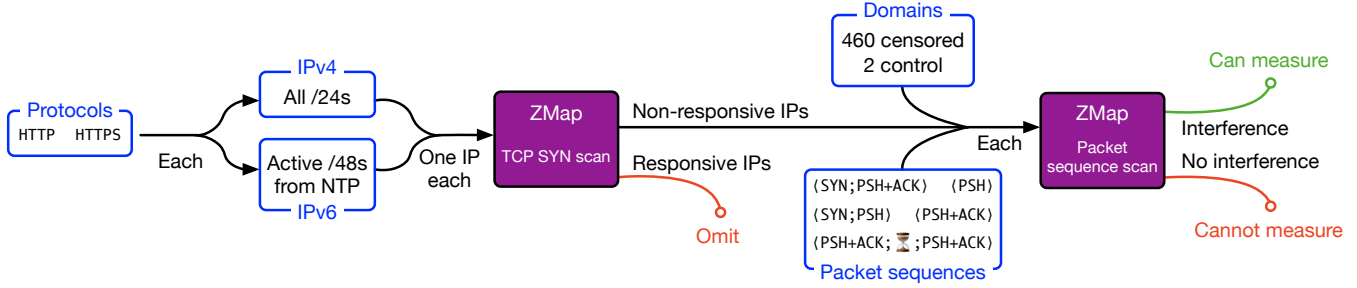 Protocols
HTTP HTTPS
Each
IPv4
All /24s
Active /48s
from NTP
IPv6
One IP
each
ZMap
TCP SYN scan
Non-responsive IPs
Responsive IPs
Omit
Domains
460 censored
2 control
Each
⟨SYN;PSH+ACK⟩ ⟨PSH⟩
⟨SYN;PSH⟩ ⟨PSH+ACK⟩
⟨PSH+ACK;⏳;PSH+ACK⟩
Packet sequences
ZMap
Packet
sequence scan
Can measure
Interference
No interference
Cannot measure